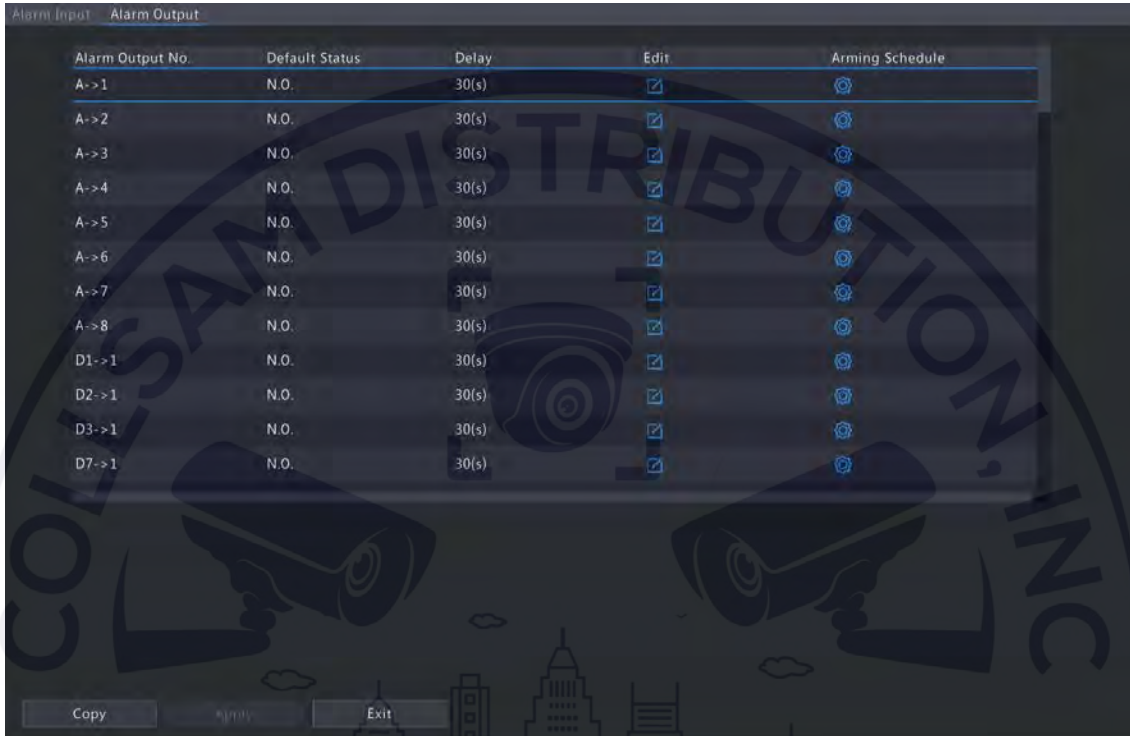 Alarm Input Alarm Output
Alarm Output No. Default Status Delay Edit Arming Schedule
A->1 N.O. 30(s)
A->2 N.O. 30(s)
A->3 N.O. 30(s)
A->4 N.O. 30(s)
A->5 N.O. 30(s)
A->6 N.O. 30(s)
A->7 N.O. 30(s)
A->8 N.O. 30(s)
D1->1 N.O. 30(s)
D2->1 N.O. 30(s)
D3->1 N.O. 30(s)
D7->1 N.O. 30(s)
COLLSAM DISTRIBUTION, INC
Copy Apply Exit